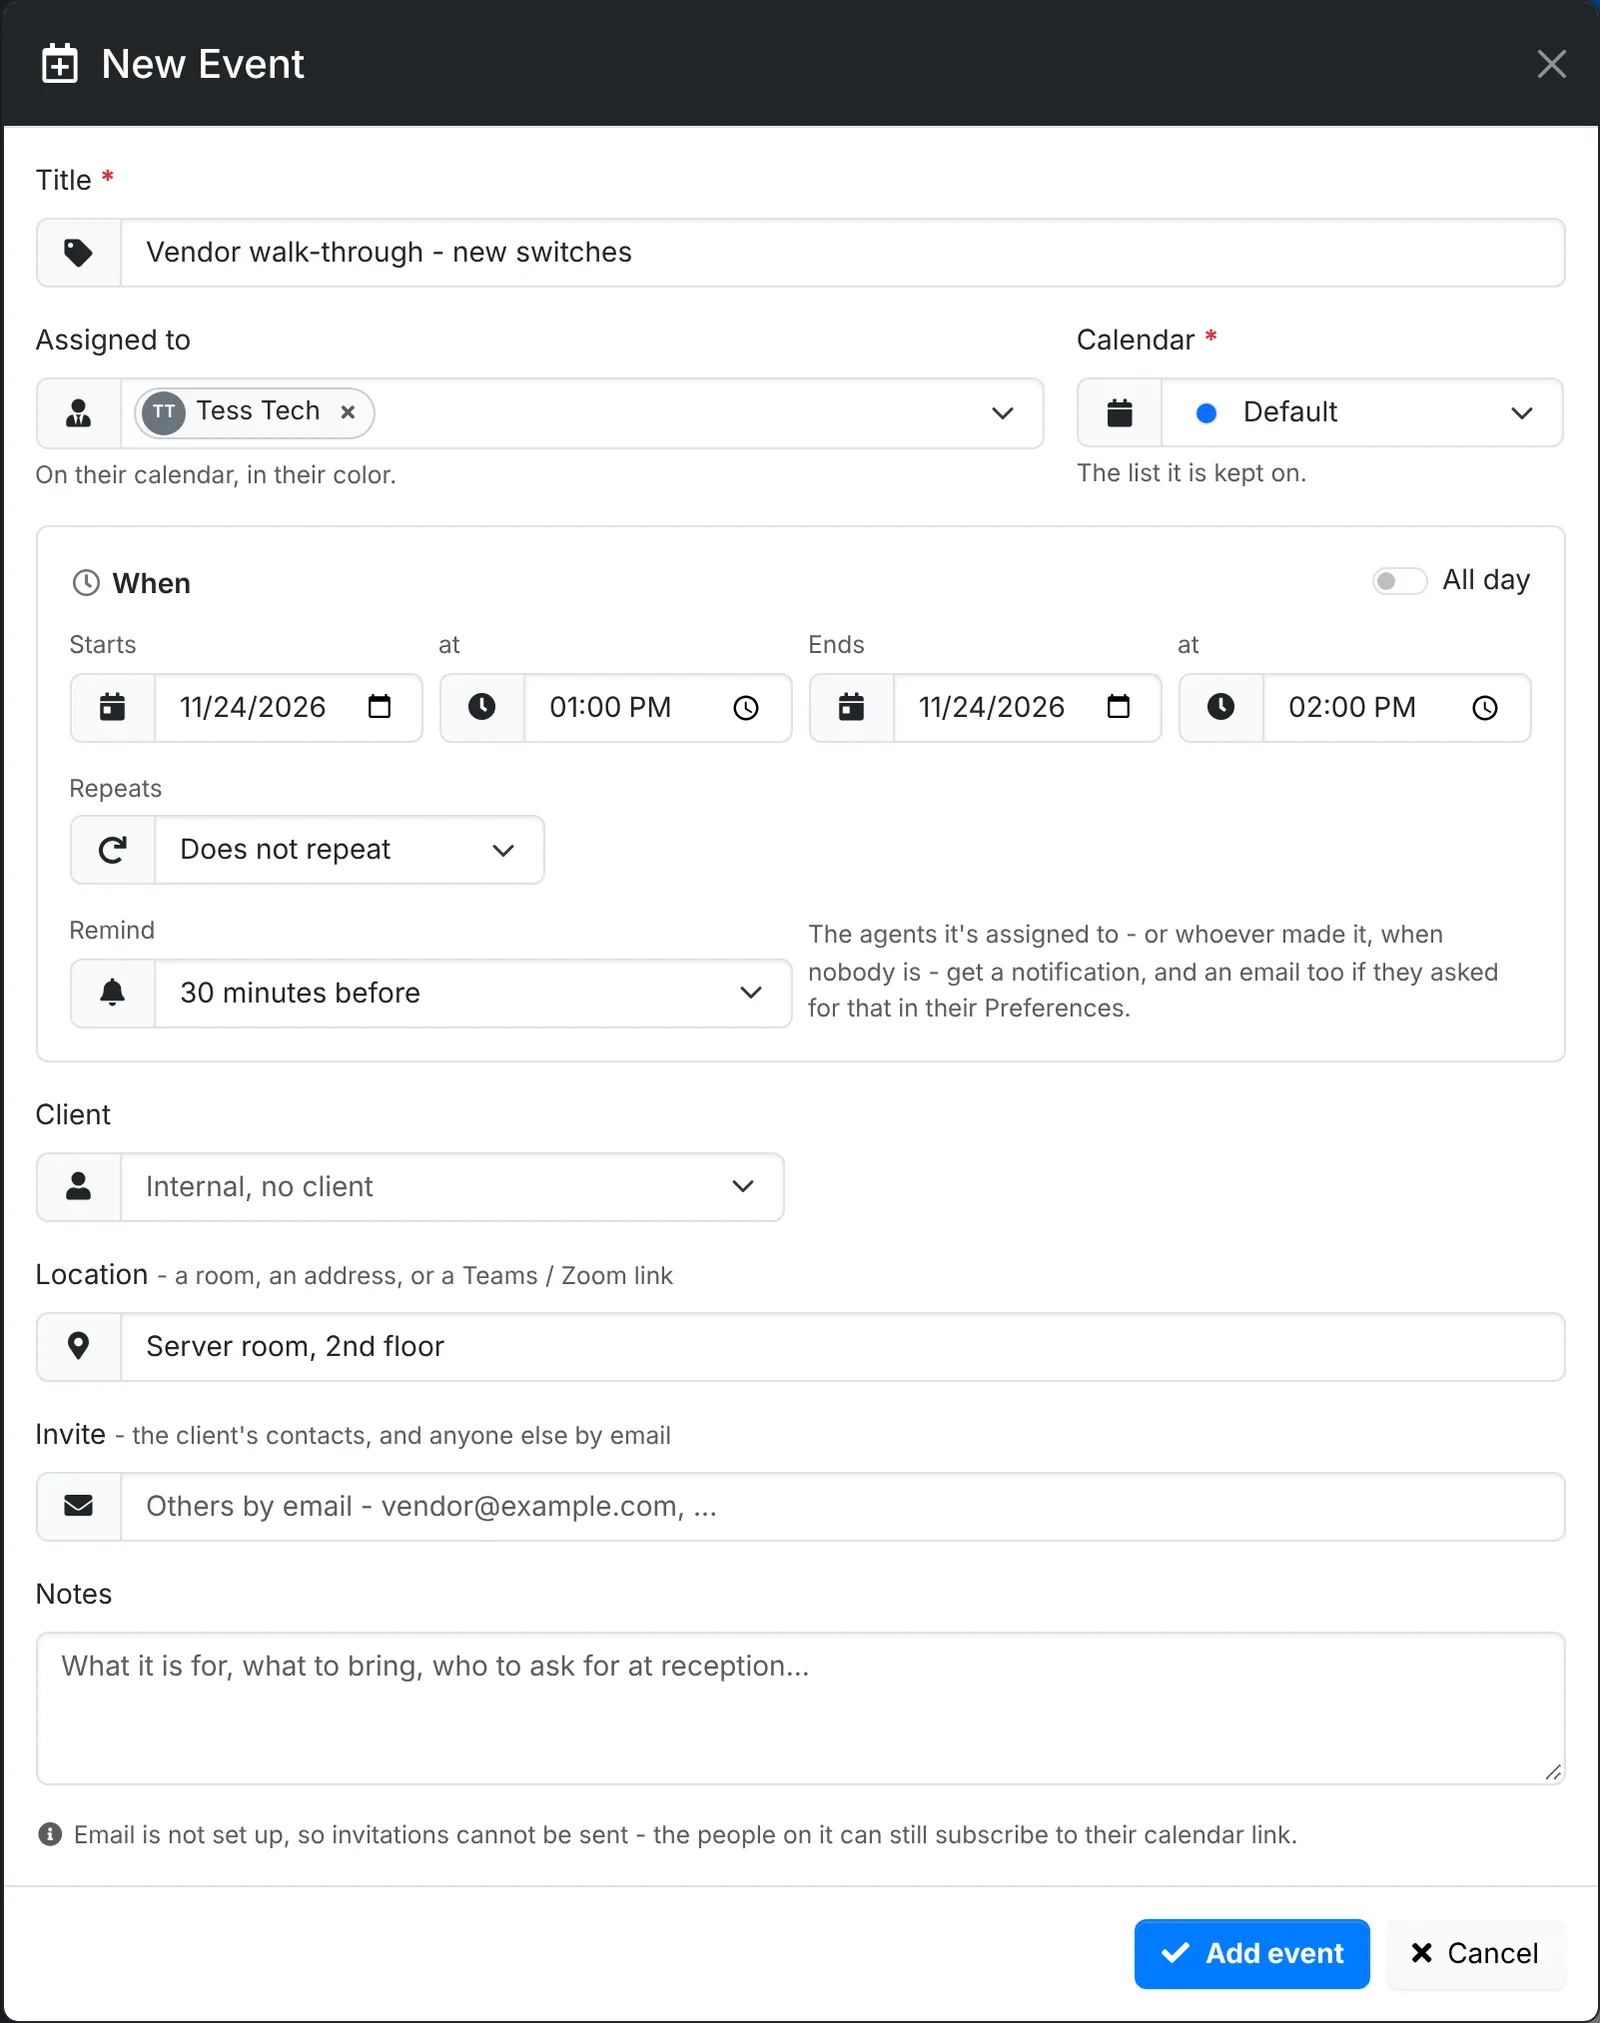 New Event
Title *
Vendor walk-through - new switches
Assigned to
Calendar *
TT Tess Tech
Default
On their calendar, in their color.
The list it is kept on.
When
All day
Starts
at
Ends
at
11/24/2026
01:00 PM
11/24/2026
02:00 PM
Repeats
Does not repeat
Remind
30 minutes before
The agents it's assigned to - or whoever made it, when
nobody is - get a notification, and an email too if they asked
for that in their Preferences.
Client
Internal, no client
Location - a room, an address, or a Teams / Zoom link
Server room, 2nd floor
Invite - the client's contacts, and anyone else by email
Others by email - vendor@example.com, ...
Notes
What it is for, what to bring, who to ask for at reception...
Email is not set up, so invitations cannot be sent - the people on it can still subscribe to their calendar link.
Add event
Cancel